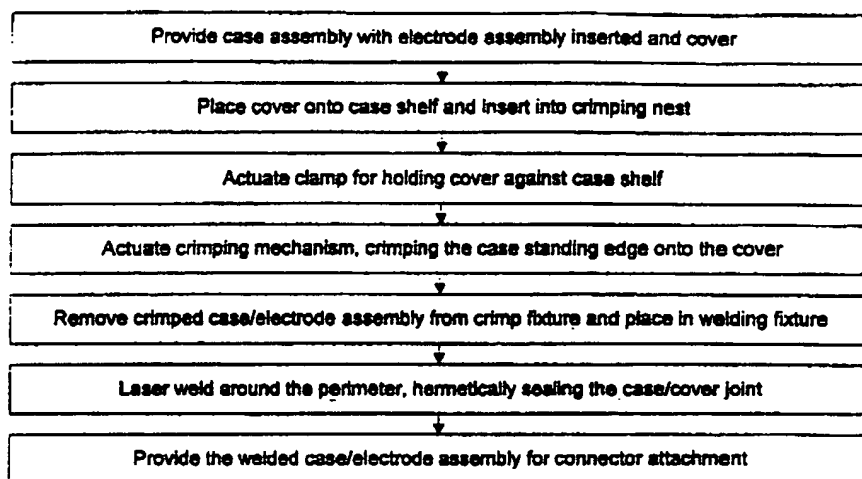 Provide case assembly with electrode assembly inserted and cover
Place cover onto case shelf and insert into crimping nest
Actuate clamp for holding cover against case shelf
Actuate crimping mechanism, crimping the case standing edge onto the cover
Remove crimped case/electrode assembly from crimp fixture and place in welding fixture
Laser weld around the perimeter, hermetically sealing the case/cover joint
Provide the welded case/electrode assembly for connector attachment